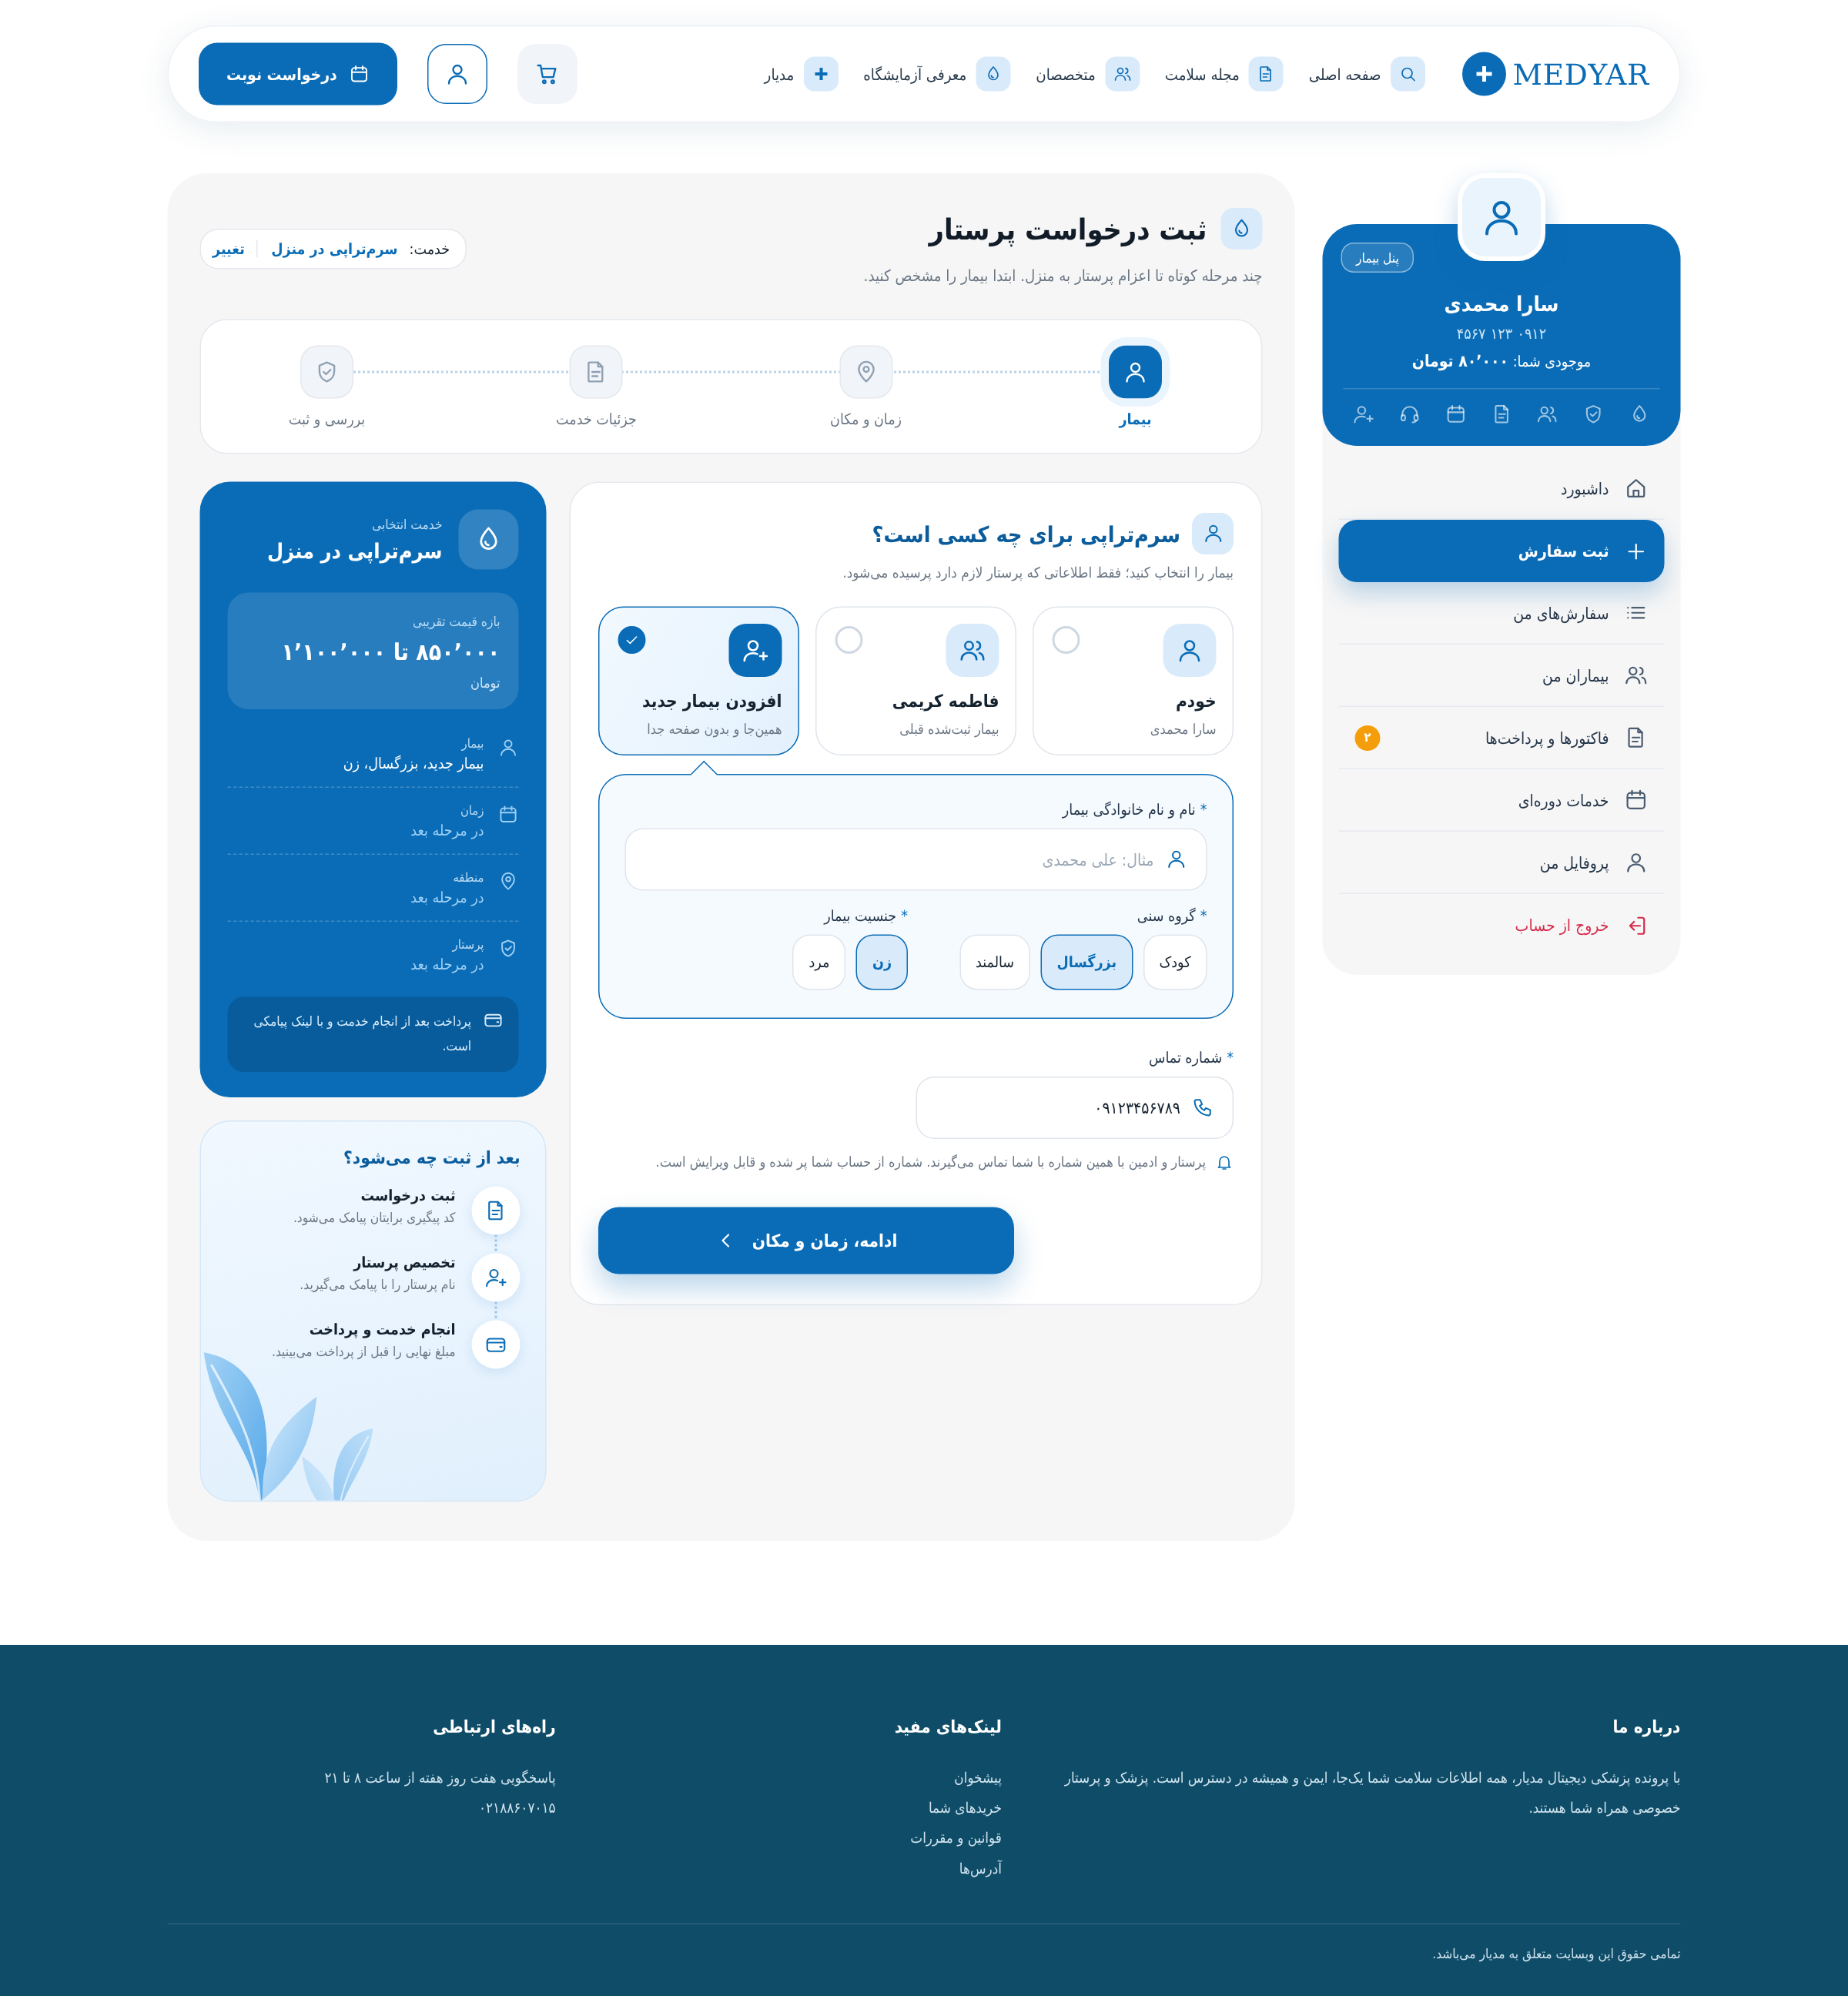 MEDYAR
صفحه اصلی
مجله سلامت
متخصصان
معرفی آزمایشگاه
مدیار
درخواست نوبت
پنل بیمار
سارا محمدی
۰۹۱۲ ۱۲۳ ۴۵۶۷
موجودی شما: ۸۰٬۰۰۰ تومان
داشبورد
ثبت سفارش
سفارش‌های من
بیماران من
فاکتورها و پرداخت‌ها
۲
خدمات دوره‌ای
پروفایل من
خروج از حساب
ثبت درخواست پرستار
چند مرحله کوتاه تا اعزام پرستار به منزل. ابتدا بیمار را مشخص کنید.
خدمت: سرم‌تراپی در منزل تغییر
بیمار
زمان و مکان
جزئیات خدمت
بررسی و ثبت
سرم‌تراپی برای چه کسی است؟
بیمار را انتخاب کنید؛ فقط اطلاعاتی که پرستار لازم دارد پرسیده می‌شود.
خودم
سارا محمدی
فاطمه کریمی
بیمار ثبت‌شده قبلی
افزودن بیمار جدید
همین‌جا و بدون صفحه جدا
* نام و نام خانوادگی بیمار
مثال: علی محمدی
* گروه سنی
کودک
بزرگسال
سالمند
* جنسیت بیمار
زن
مرد
* شماره تماس
۰۹۱۲۳۴۵۶۷۸۹
پرستار و ادمین با همین شماره با شما تماس می‌گیرند. شماره از حساب شما پر شده و قابل ویرایش است.
ادامه، زمان و مکان
خدمت انتخابی
سرم‌تراپی در منزل
بازه قیمت تقریبی
۸۵۰٬۰۰۰ تا ۱٬۱۰۰٬۰۰۰
تومان
بیمار
بیمار جدید، بزرگسال، زن
زمان
در مرحله بعد
منطقه
در مرحله بعد
پرستار
در مرحله بعد
پرداخت بعد از انجام خدمت و با لینک پیامکی
است.
بعد از ثبت چه می‌شود؟
ثبت درخواست
کد پیگیری برایتان پیامک می‌شود.
تخصیص پرستار
نام پرستار را با پیامک می‌گیرید.
انجام خدمت و پرداخت
مبلغ نهایی را قبل از پرداخت می‌بینید.
درباره ما
با پرونده پزشکی دیجیتال مدیار، همه اطلاعات سلامت شما یک‌جا، ایمن و همیشه در دسترس است. پزشک و پرستار
خصوصی همراه شما هستند.
لینک‌های مفید
پیشخوان
خریدهای شما
قوانین و مقررات
آدرس‌ها
راه‌های ارتباطی
پاسخگویی هفت روز هفته از ساعت ۸ تا ۲۱
۰۲۱۸۸۶۰۷۰۱۵
تمامی حقوق این وبسایت متعلق به مدیار می‌باشد.